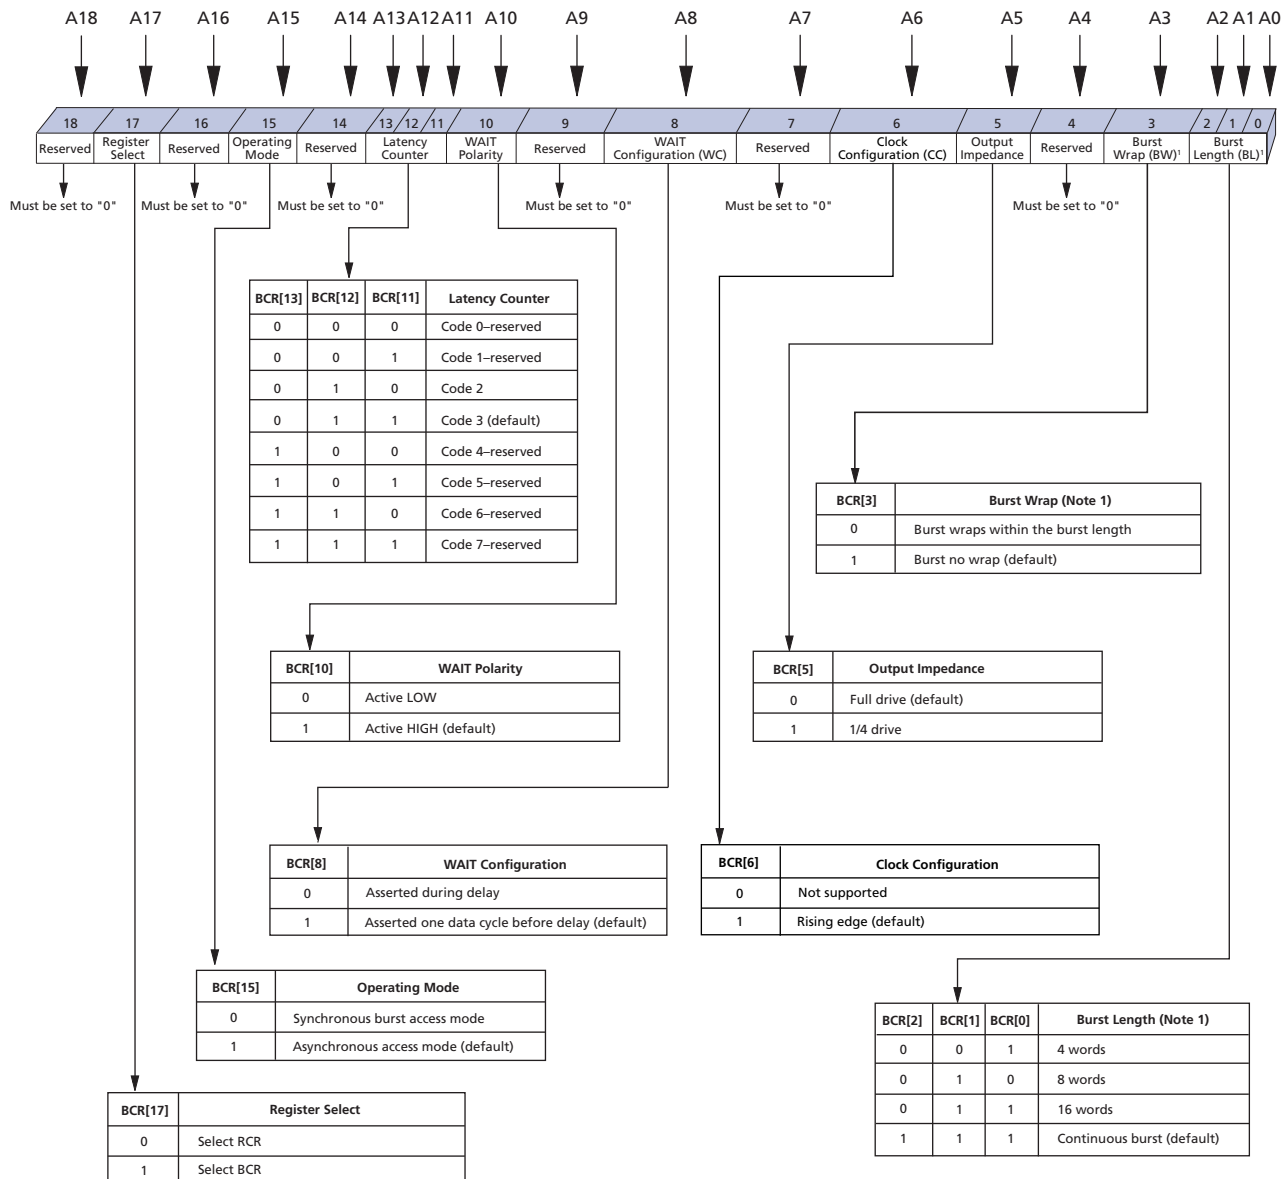 A18 A17 A16 A15 A14 A13 A12 A11 A10 A9 A8 A7 A6 A5 A4 A3 A2 A1 A0
18 17 16 15 14 13 12 11 10 9 8 7 6 5 4 3 2 1 0
Reserved
Register
Select
Reserved
Operating
Mode
Reserved
Latency
Counter
WAIT
Polarity
Reserved
WAIT
Configuration (WC)
Reserved
Clock
Configuration (CC)
Output
Impedance
Reserved
Burst
Wrap (BW)¹
Burst
Length (BL)¹
Must be set to "0"
Must be set to "0"
Must be set to "0"
Must be set to "0"
Must be set to "0"
Must be set to "0"
BCR[13] BCR[12] BCR[11] Latency Counter
0 0 0 Code 0–reserved
0 0 1 Code 1–reserved
0 1 0 Code 2
0 1 1 Code 3 (default)
1 0 0 Code 4–reserved
1 0 1 Code 5–reserved
1 1 0 Code 6–reserved
1 1 1 Code 7–reserved
BCR[3] Burst Wrap (Note 1)
0 Burst wraps within the burst length
1 Burst no wrap (default)
BCR[10] WAIT Polarity
0 Active LOW
1 Active HIGH (default)
BCR[5] Output Impedance
0 Full drive (default)
1 1/4 drive
BCR[8] WAIT Configuration
0 Asserted during delay
1 Asserted one data cycle before delay (default)
BCR[6] Clock Configuration
0 Not supported
1 Rising edge (default)
BCR[15] Operating Mode
0 Synchronous burst access mode
1 Asynchronous access mode (default)
BCR[2] BCR[1] BCR[0] Burst Length (Note 1)
0 0 1 4 words
0 1 0 8 words
0 1 1 16 words
1 1 1 Continuous burst (default)
BCR[17] Register Select
0 Select RCR
1 Select BCR